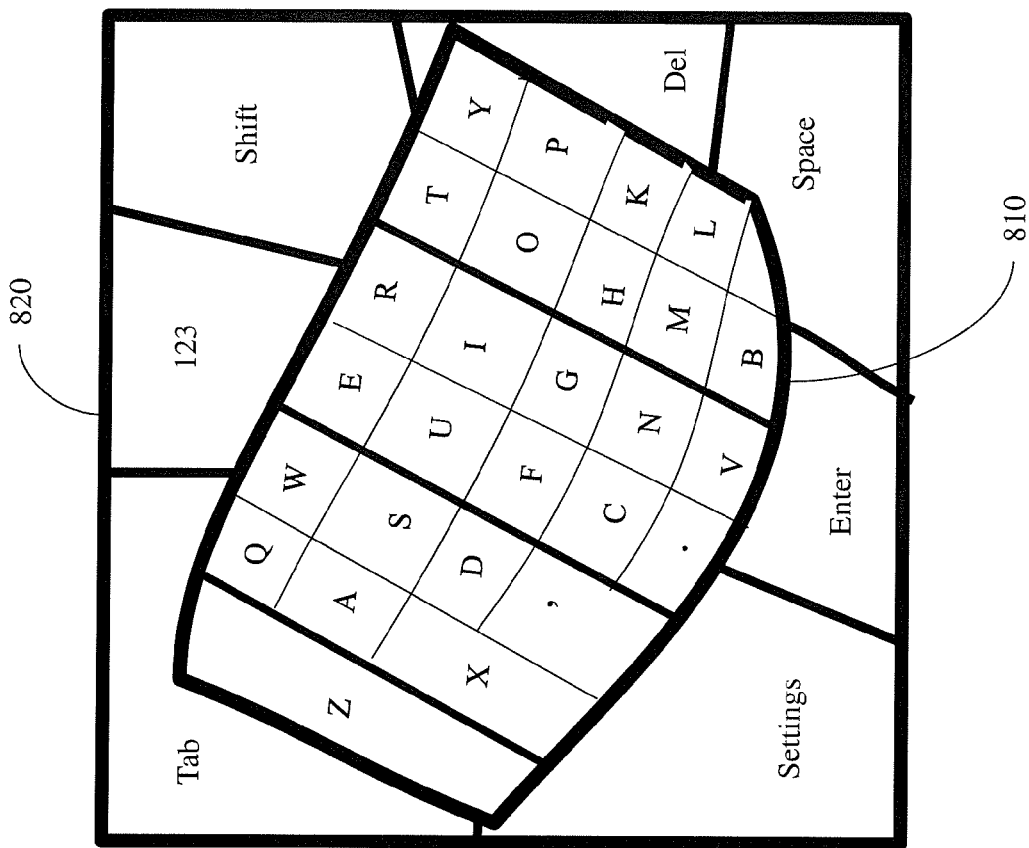 820
Tab 123 Shift
Q W E R T Y
Z A S U I O P
X D F G H K
, C N M L
. V B
Del
Settings Enter Space
810